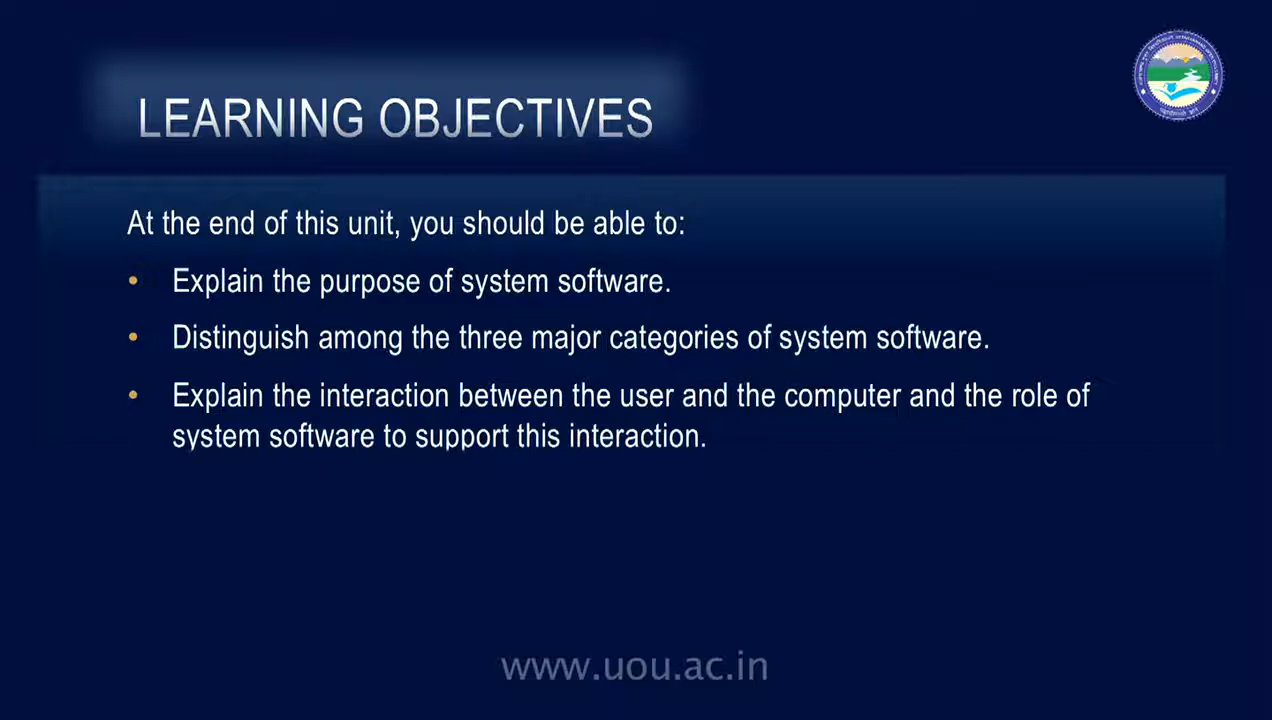 LEARNING OBJECTIVES
At the end of this unit, you should be able to:
• Explain the purpose of system software.
• Distinguish among the three major categories of system software.
• Explain the interaction between the user and the computer and the role of
system software to support this interaction.
www.uou.ac.in